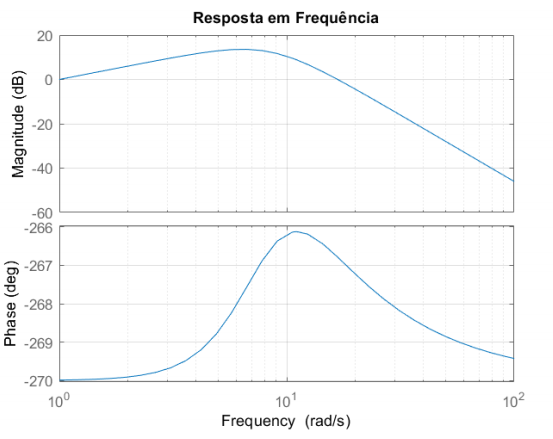 Resposta em Frequência
20
0
-20
-40
-60
Magnitude (dB)
-266
-267
-268
-269
-270
Phase (deg)
10^0 10^1 10^2
Frequency (rad/s)